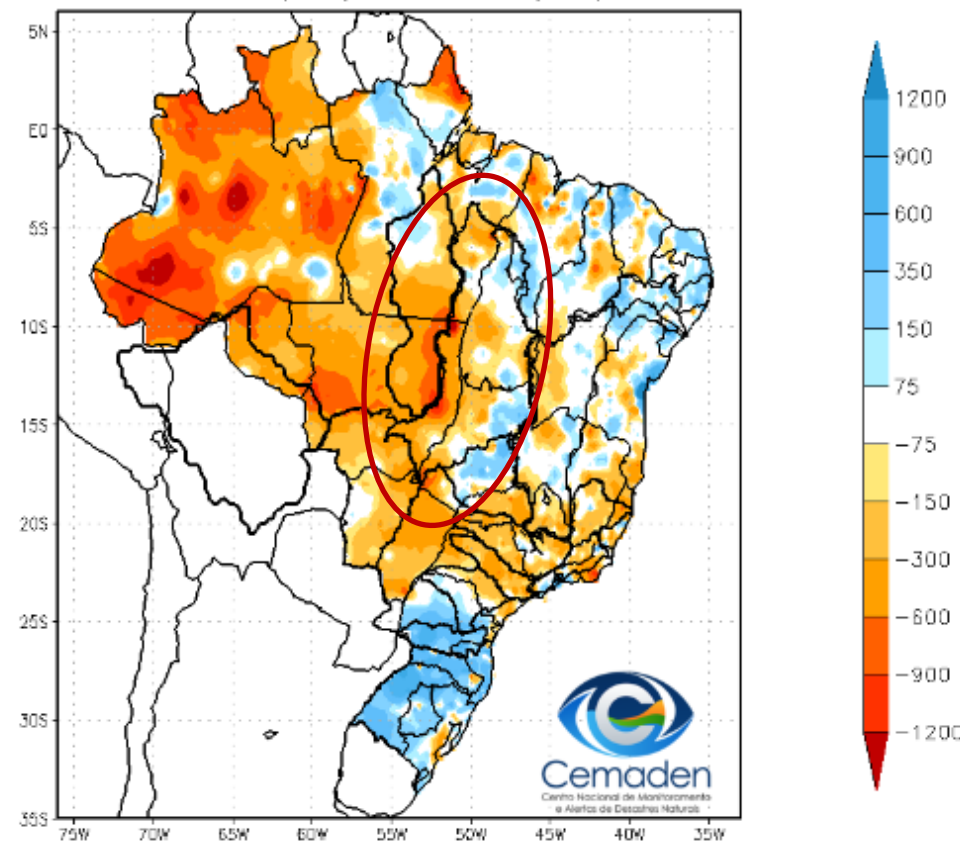 5N
EQ
5S
10S
15S
20S
25S
30S
35S
75W
70W
65W
60W
55W
50W
45W
40W
35W
1200
900
600
350
150
75
-75
-150
-300
-600
-900
-1200
Cemaden
Centro Nacional de Monitoramento
e Alertas de Desastres Naturais